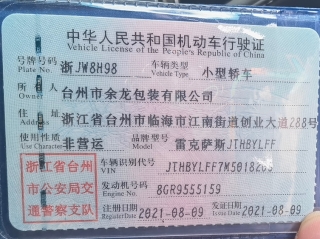 中华人民共和国机动车行驶证
Vehicle License of the People's Republic of China
号牌号码 浙JW8H98 车辆类型 小型轿车
Plate No. Vehicle Type
所有人 台州市余龙包装有限公司
Owner
住址 浙江省台州市临海市江南街道创业大道288号
使用性质 非营运 品牌型号 雷克萨斯JTHBYLFF
Use Character
浙江省台州
市公安局交
通警察支队
车辆识别代号
VIN
发动机号码 8GR9555159
Engine No.
注册日期 2021-08-09 发证日期 2021-08-09
Register Date Issue Date